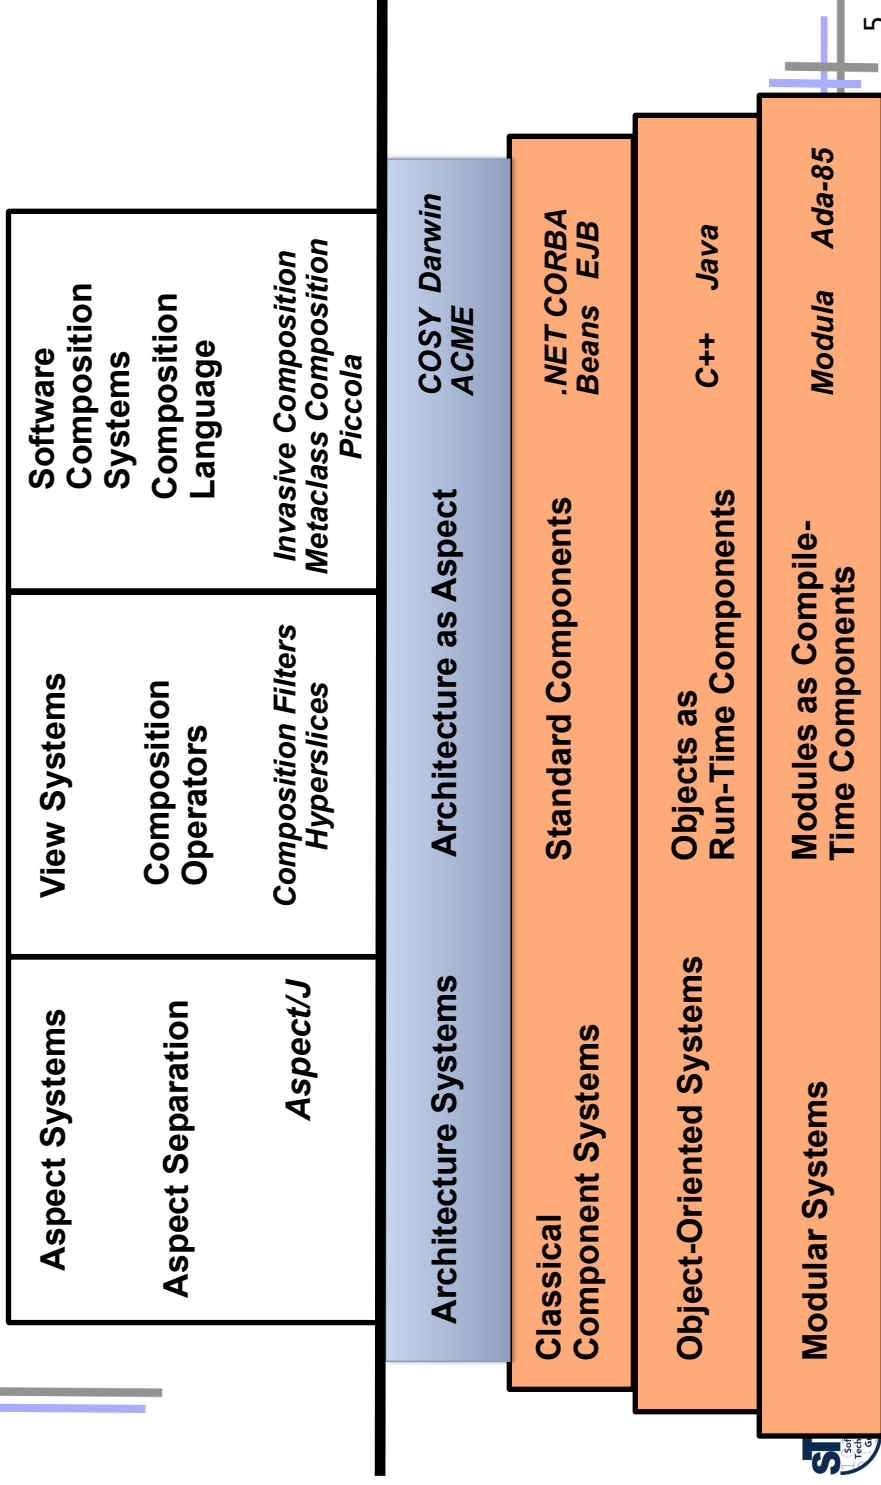 Aspect Systems
Aspect Separation
Aspect/J
View Systems
Composition
Operators
Composition Filters
Hyperslices
Software
Composition
Systems
Composition
Language
Invasive Composition
Metaclass Composition
Piccola
Architecture Systems
Architecture as Aspect
COSY Darwin
ACME
Classical
Component Systems
Standard Components
.NET CORBA
Beans EJB
Object-Oriented Systems
Objects as
Run-Time Components
C++ Java
Modular Systems
Modules as Compile-
Time Components
Modula Ada-85
5